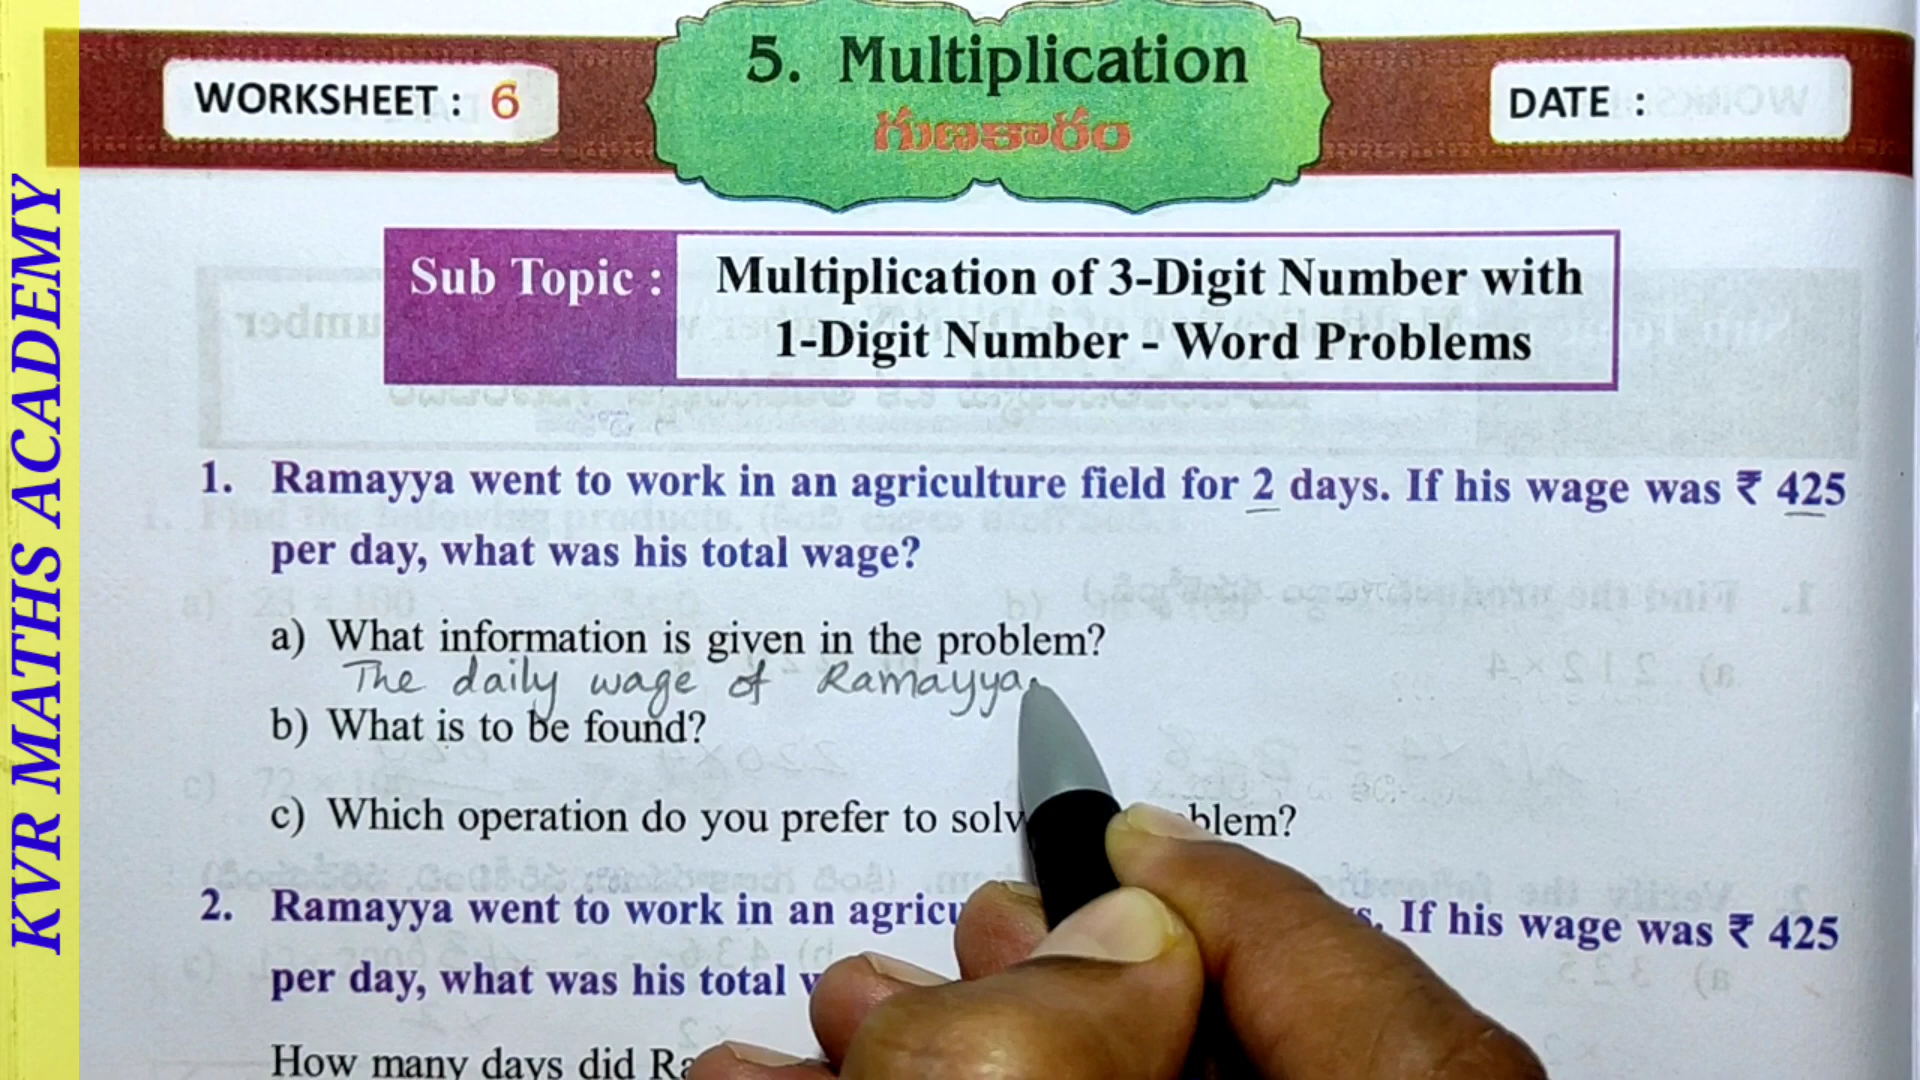 KVR MATHS ACADEMY
WORKSHEET : 6
5. Multiplication
గుణకారం
DATE :
Sub Topic :
Multiplication of 3-Digit Number with
1-Digit Number - Word Problems
1. Ramayya went to work in an agriculture field for 2 days. If his wage was ₹ 425
per day, what was his total wage?
a) What information is given in the problem?
The daily wage of Ramayya
b) What is to be found?
c) Which operation do you prefer to
2. Ramayya went to work in an If his wage was ₹ 425
per day, what was his total
How many days did